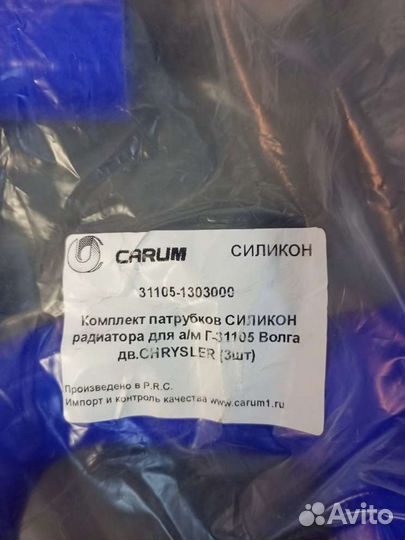 CARUM СИЛИКОН
31105-1303000
Комплект патрубков СИЛИКОН
радиатора для а/м Г-31105 Волга
дв.CHRYSLER (3шт)
Произведено в P.R.C.
Импорт и контроль качества www.carum1.ru
Avito